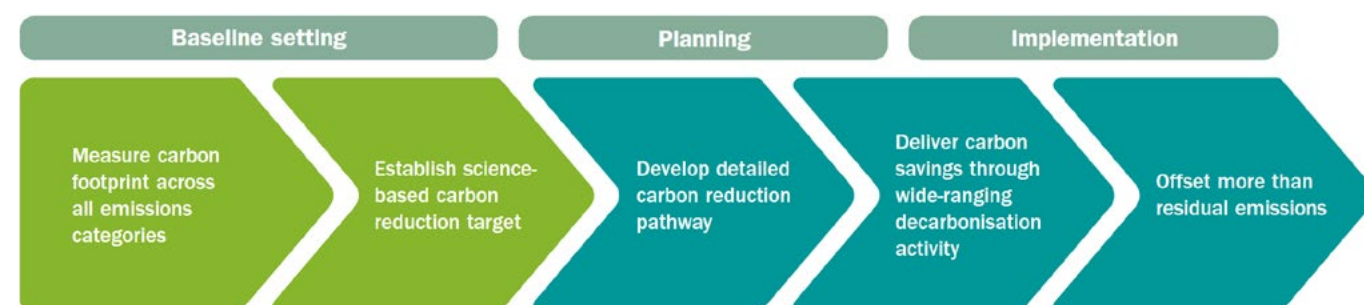 Baseline setting
Planning
Implementation
Measure carbon
footprint across
all emissions
categories
Establish science-
based carbon
reduction target
Develop detailed
carbon reduction
pathway
Deliver carbon
savings through
wide-ranging
decarbonisation
activity
Offset more than
residual emissions